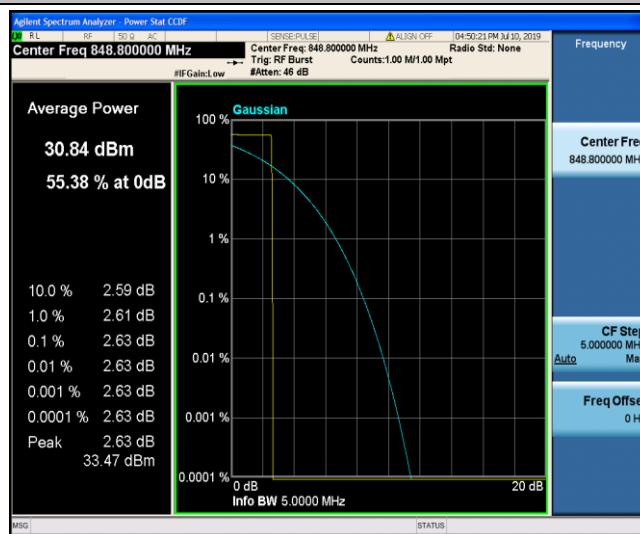 Agilent Spectrum Analyzer - Power Stat CCDF
RL RF 50 Ω AC SENSE:PULSE ALIGN OFF 04:50:21 PM Jul 10, 2019
Center Freq 848.800000 MHz
Center Freq: 848.800000 MHz Radio Std: None
Trig: RF Burst Counts:1.00 M/1.00 Mpt
#IFGain:Low #Atten: 46 dB
Frequency
Average Power
30.84 dBm
55.38 % at 0dB
10.0 % 2.59 dB
1.0 % 2.61 dB
0.1 % 2.63 dB
0.01 % 2.63 dB
0.001 % 2.63 dB
0.0001 % 2.63 dB
Peak 2.63 dB
33.47 dBm
Gaussian
100 %
10 %
1 %
0.1 %
0.01 %
0.001 %
0.0001 %
0 dB 20 dB
Info BW 5.0000 MHz
Center Fre
848.800000 MH
CF Step
5.000000 MH
Auto Ma
Freq Offse
0 H
MSG STATUS